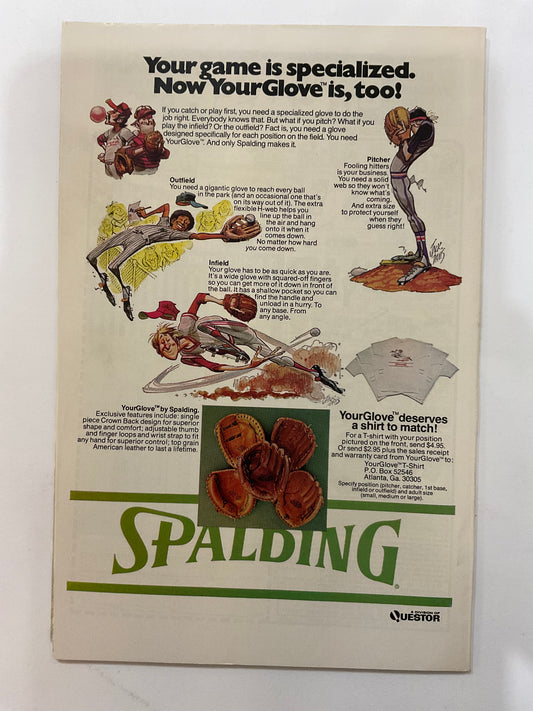 Your game is specialized.
Now YourGlove™ is, too!
If you catch or play first, you need a specialized glove to do the
job right. Everybody knows that. But what if you pitch? What if you
play the infield? Or the outfield? Fact is, you need a glove
designed specifically for each position on the field. You need
YourGlove™. And only Spalding makes it.
Pitcher
Fooling hitters
is your business.
You need a solid
web so they won't
know what's
coming.
And extra size
to protect yourself
when they
guess right!
Outfield
You need a gigantic glove to reach every ball
in the park (and an occasional one that's
on its way out of it). The extra
flexible H-web helps you
line up the ball in
the air and hang
onto it when it
comes down.
No matter how hard
you come down.
Infield
Your glove has to be as quick as you are.
It's a wide glove with squared-off fingers
so you can get more of it down in front of
the ball. It has a shallow pocket so you can
find the handle and
unload in a hurry. To
any base. From
any angle.
YourGlove™ by Spalding.
Exclusive features include: single
piece Crown Back design for superior
shape and comfort; adjustable thumb
and finger loops and wrist strap to fit
any hand for superior control; top grain
American leather to last a lifetime.
YourGlove™ deserves
a shirt to match!
For a T-shirt with your position
pictured on the front, send $4.95.
Or send $2.95 plus the sales receipt
and warranty card from YourGlove™ to:
YourGlove™ T-Shirt
P.O. Box 52546
Atlanta, Ga. 30305
Specify position (pitcher, catcher, 1st base,
infield or outfield) and adult size
(small, medium or large).
SPALDING®
A DIVISION OF
QUESTOR